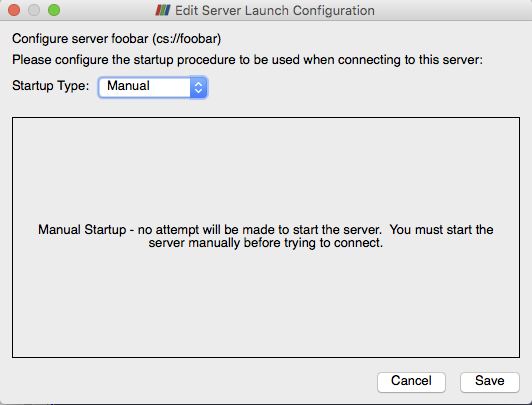 Edit Server Launch Configuration
Configure server foobar (cs://foobar)
Please configure the startup procedure to be used when connecting to this server:
Startup Type: Manual
Manual Startup - no attempt will be made to start the server.  You must start the
server manually before trying to connect.
Cancel Save